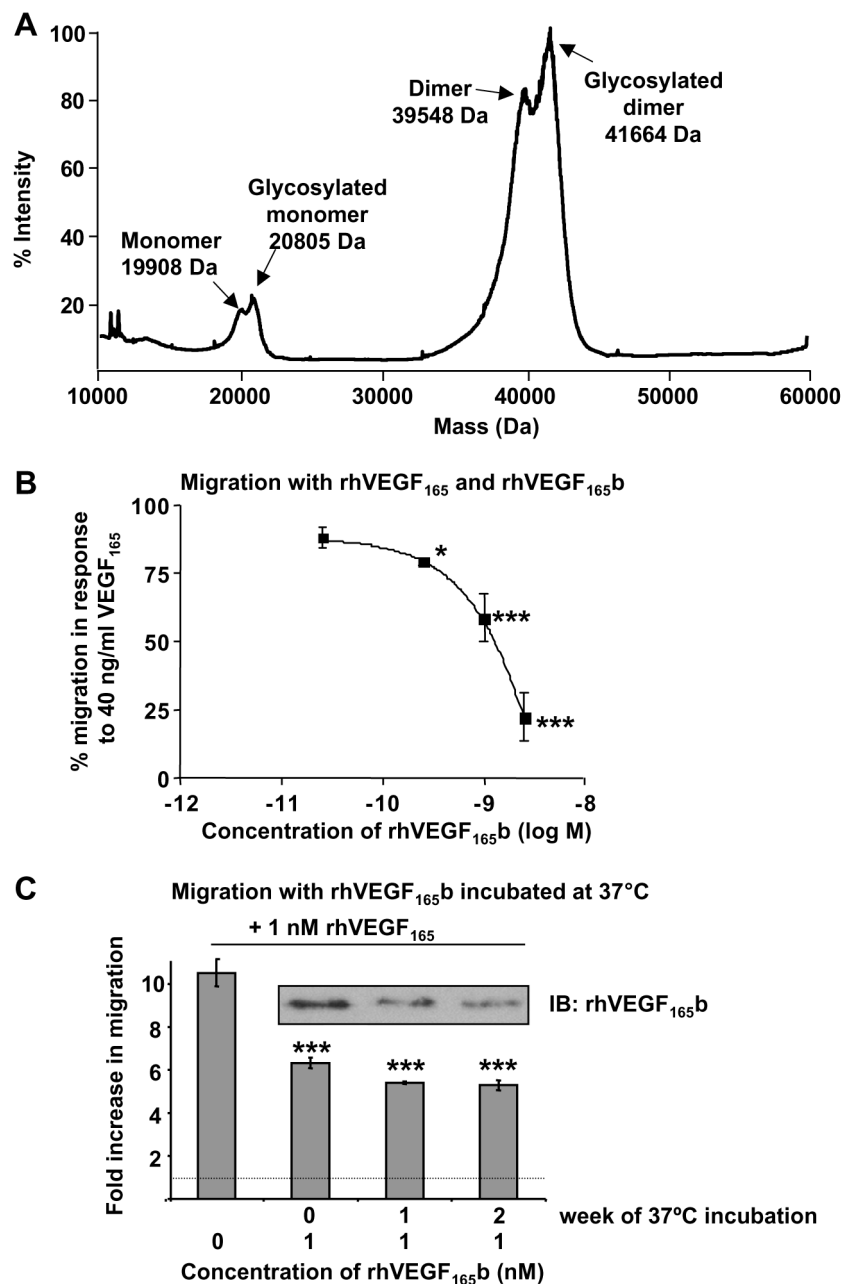 A
100
80
60
40
20
% Intensity
Monomer
19908 Da
Glycosylated
monomer
20805 Da
Dimer
39548 Da
Glycosylated
dimer
41664 Da
10000 20000 30000 40000 50000 60000
Mass (Da)
B
Migration with rhVEGF₁₆₅ and rhVEGF₁₆₅b
% migration in response
to 40 ng/ml VEGF₁₆₅
100
75
50
25
0
*
***
***
-12 -11 -10 -9 -8
Concentration of rhVEGF₁₆₅b (log M)
C
Migration with rhVEGF₁₆₅b incubated at 37°C
+ 1 nM rhVEGF₁₆₅
Fold increase in migration
10
8
6
4
2
IB: rhVEGF₁₆₅b
*** *** ***
0 1 2 week of 37ºC incubation
0 1 1 1
Concentration of rhVEGF₁₆₅b (nM)